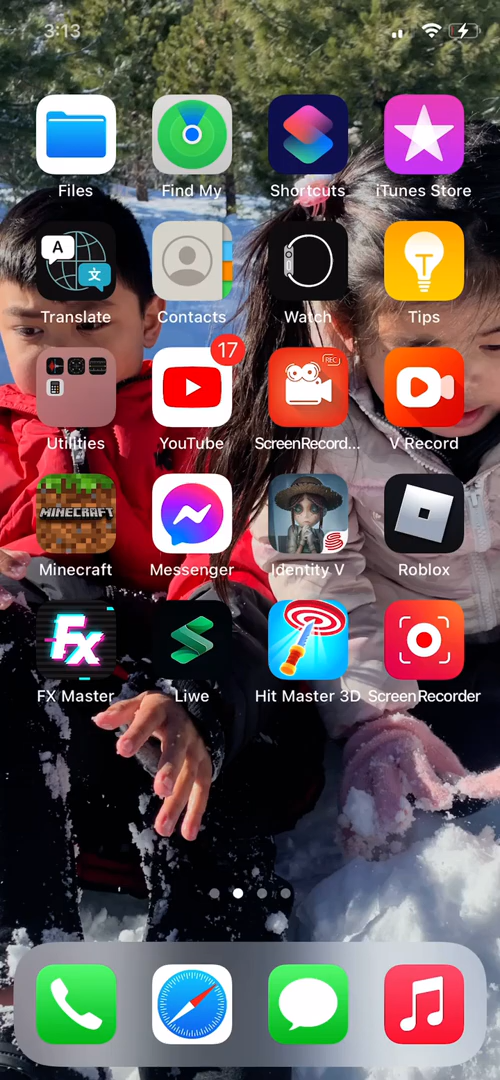 3:13
Files
Find My
Shortcuts
iTunes Store
A
文
Translate
Contacts
Watch
T
Tips
17
REC
Utilities
YouTube
ScreenRecord...
V Record
MINECRAFT
Minecraft
Messenger
Identity V
Roblox
Fx
FX Master
Liwe
Hit Master 3D
ScreenRecorder